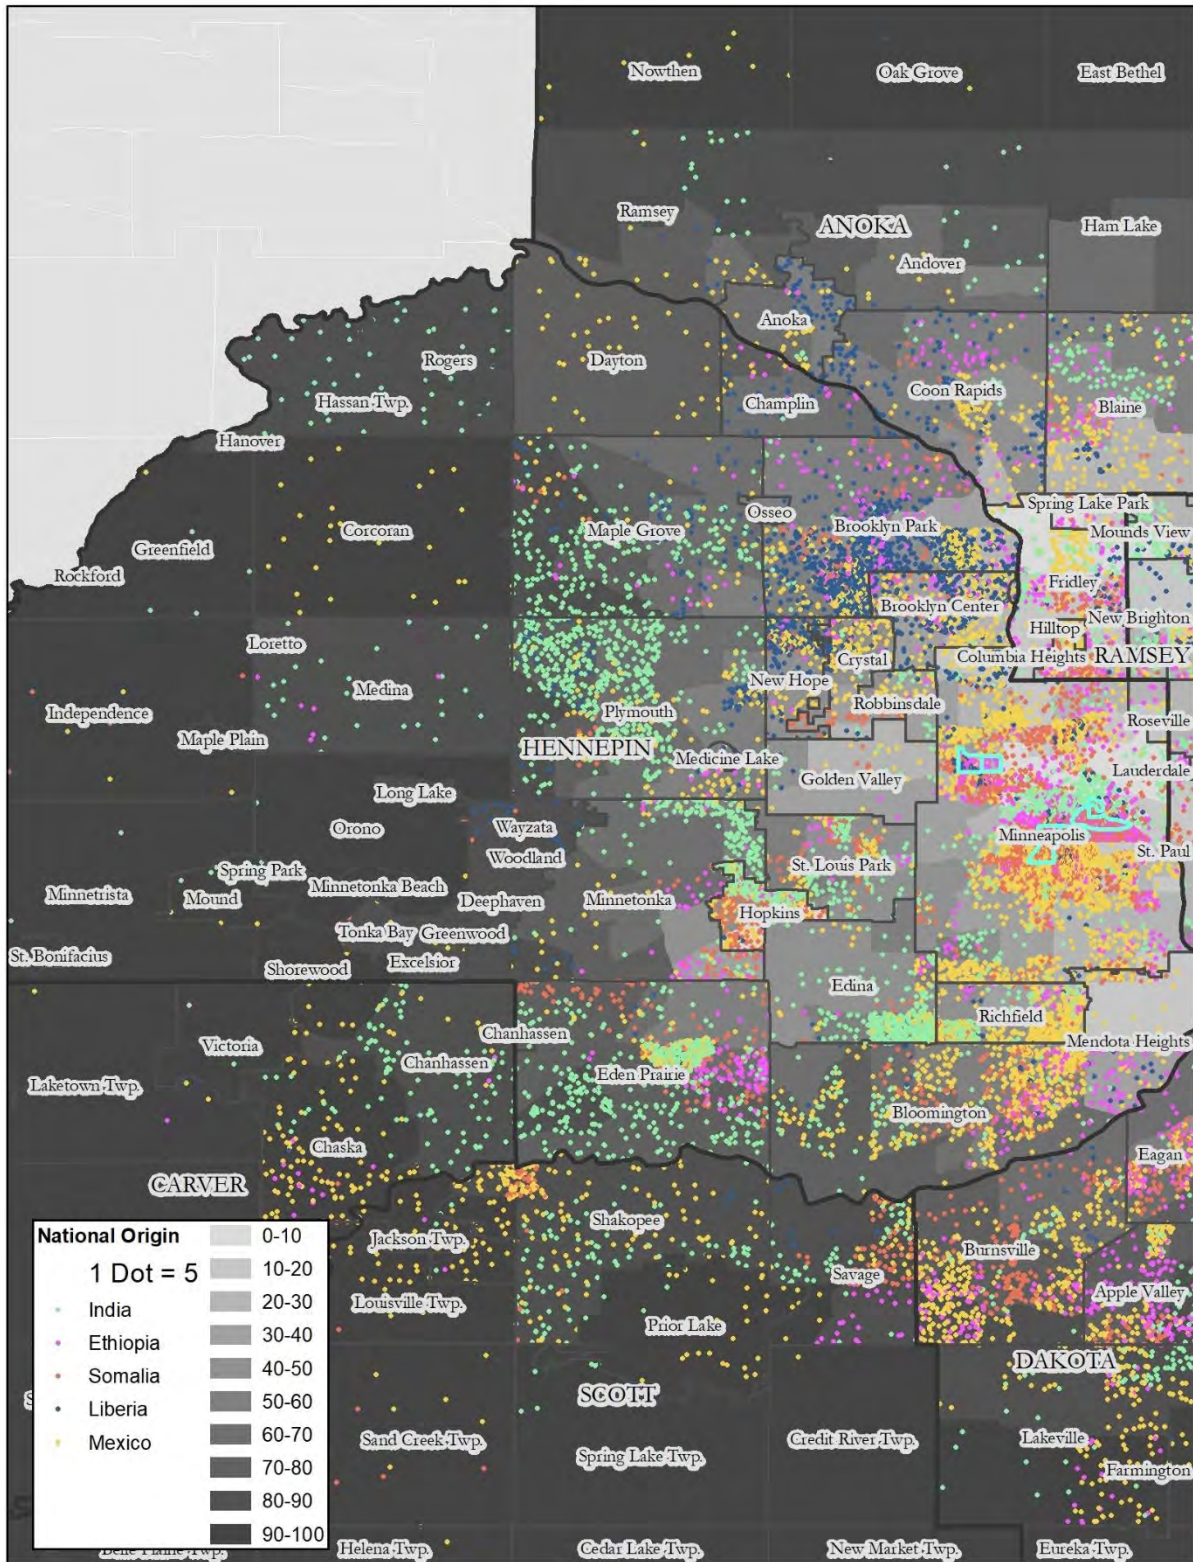 Nowthen
Oak Grove
East Bethel
Ramsey
ANOKA
Ham Lake
Andover
Anoka
Rogers
Dayton
Coon Rapids
Hassan Twp.
Champlin
Blaine
Hanover
Spring Lake Park
Osseo
Maple Grove
Brooklyn Park
Mounds View
Corcoran
Greenfield
Rockford
Fridley
Brooklyn Center
New Brighton
Hilltop
Loretto
Crystal
Columbia Heights
RAMSEY
Medina
New Hope
Robbinsdale
Independence
Plymouth
Roseville
Maple Plain
HENNEPIN
Medicine Lake
Golden Valley
Lauderdale
Long Lake
Orono
Wayzata
Minneapolis
Woodland
St. Paul
Spring Park
St. Louis Park
Minnetrista
Mound
Minnetonka Beach
Deephaven
Minnetonka
Hopkins
Tonka Bay
Greenwood
St. Bonifacius
Shorewood
Excelsior
Edina
Richfield
Chanhassen
Victoria
Mendota Heights
Chanhassen
Laketown Twp.
Eden Prairie
Bloomington
Chaska
Eagan
CARVER
Shakopee
Jackson Twp.
Burnsville
Savage
Apple Valley
Louisville Twp.
Prior Lake
DAKOTA
SCOTT
Sand Creek Twp.
Spring Lake Twp.
Credit River Twp.
Lakeville
Farmington
Helena Twp.
Cedar Lake Twp.
New Market Twp.
Eureka Twp.
National Origin
1 Dot = 5
India
Ethiopia
Somalia
Liberia
Mexico
0-10
10-20
20-30
30-40
40-50
50-60
60-70
70-80
80-90
90-100